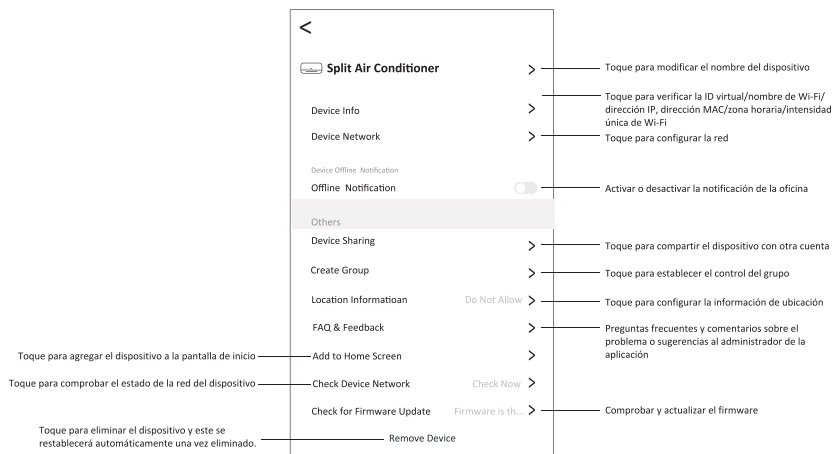 <
Split Air Conditioner >
Toque para modificar el nombre del dispositivo
Device Info >
Toque para verificar la ID virtual/nombre de Wi-Fi/
dirección IP, dirección MAC/zona horaria/intensidad
única de Wi-Fi
Device Network >
Toque para configurar la red
Device Offline Notification
Offline Notification
Activar o desactivar la notificación de la oficina
Others
Device Sharing >
Toque para compartir el dispositivo con otra cuenta
Create Group >
Toque para establecer el control del grupo
Location Informatioan Do Not Allow >
Toque para configurar la información de ubicación
FAQ & Feedback >
Preguntas frecuentes y comentarios sobre el
problema o sugerencias al administrador de la
aplicación
Toque para agregar el dispositivo a la pantalla de inicio
Add to Home Screen >
Toque para comprobar el estado de la red del dispositivo
Check Device Network Check Now >
Check for Firmware Update Firmware is th... >
Comprobar y actualizar el firmware
Toque para eliminar el dispositivo y este se
restablecerá automáticamente una vez eliminado.
Remove Device